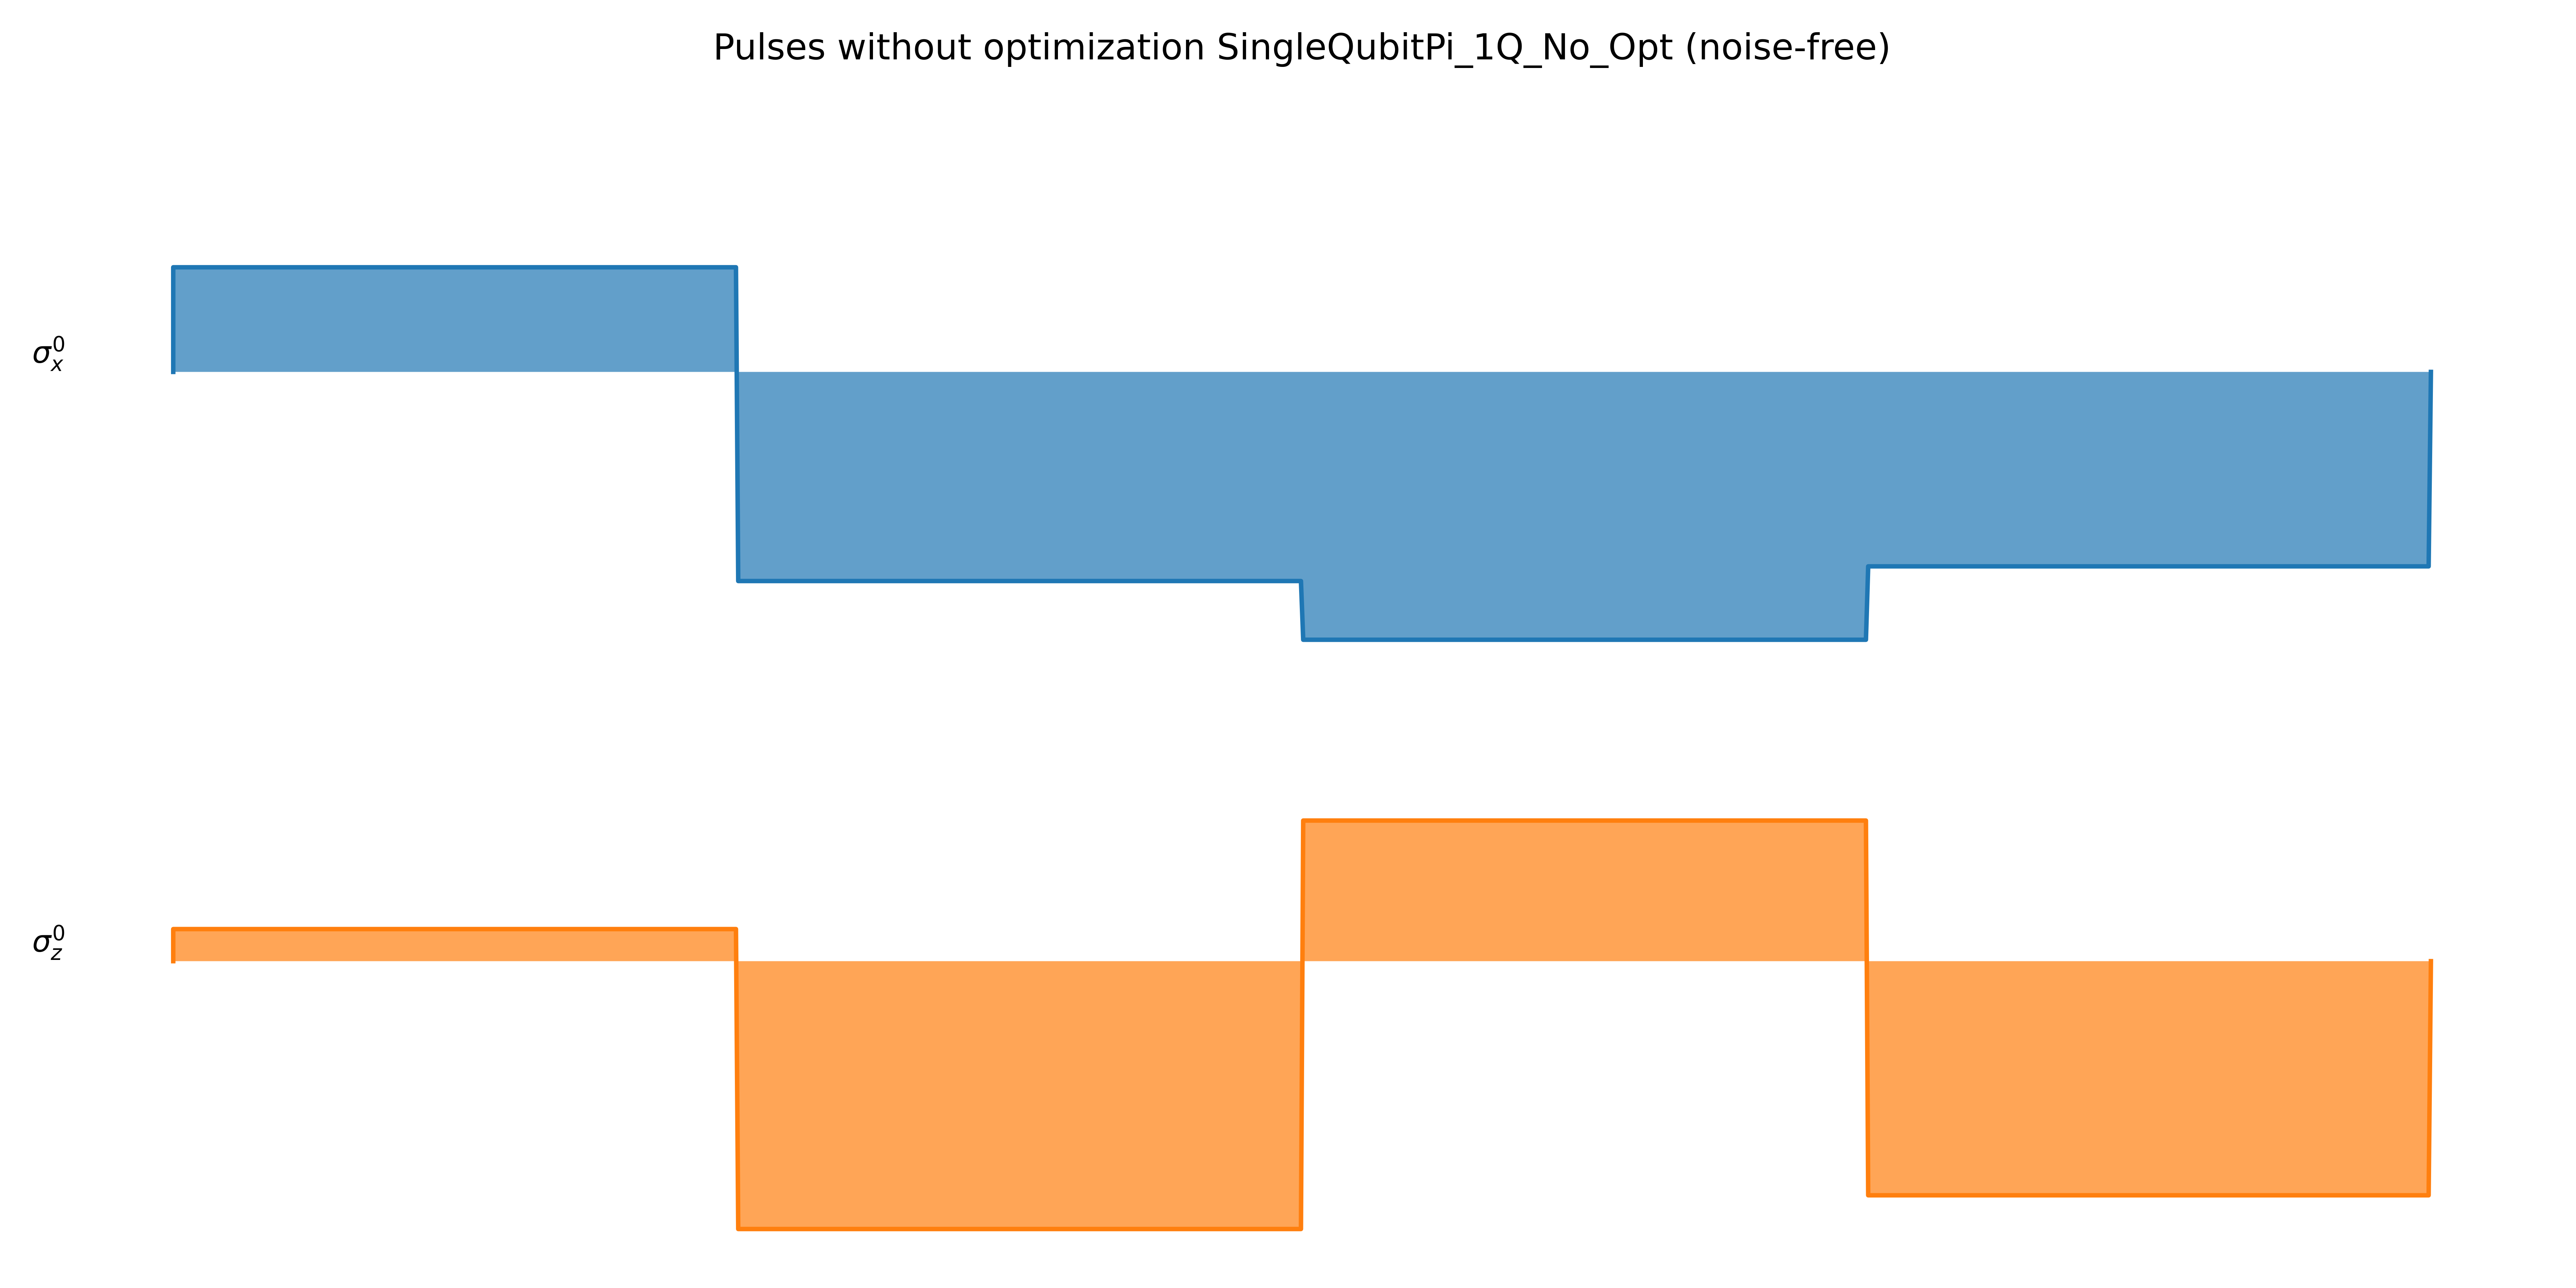 Pulses without optimization SingleQubitPi_1Q_No_Opt (noise-free)
σ_x^0
σ_z^0